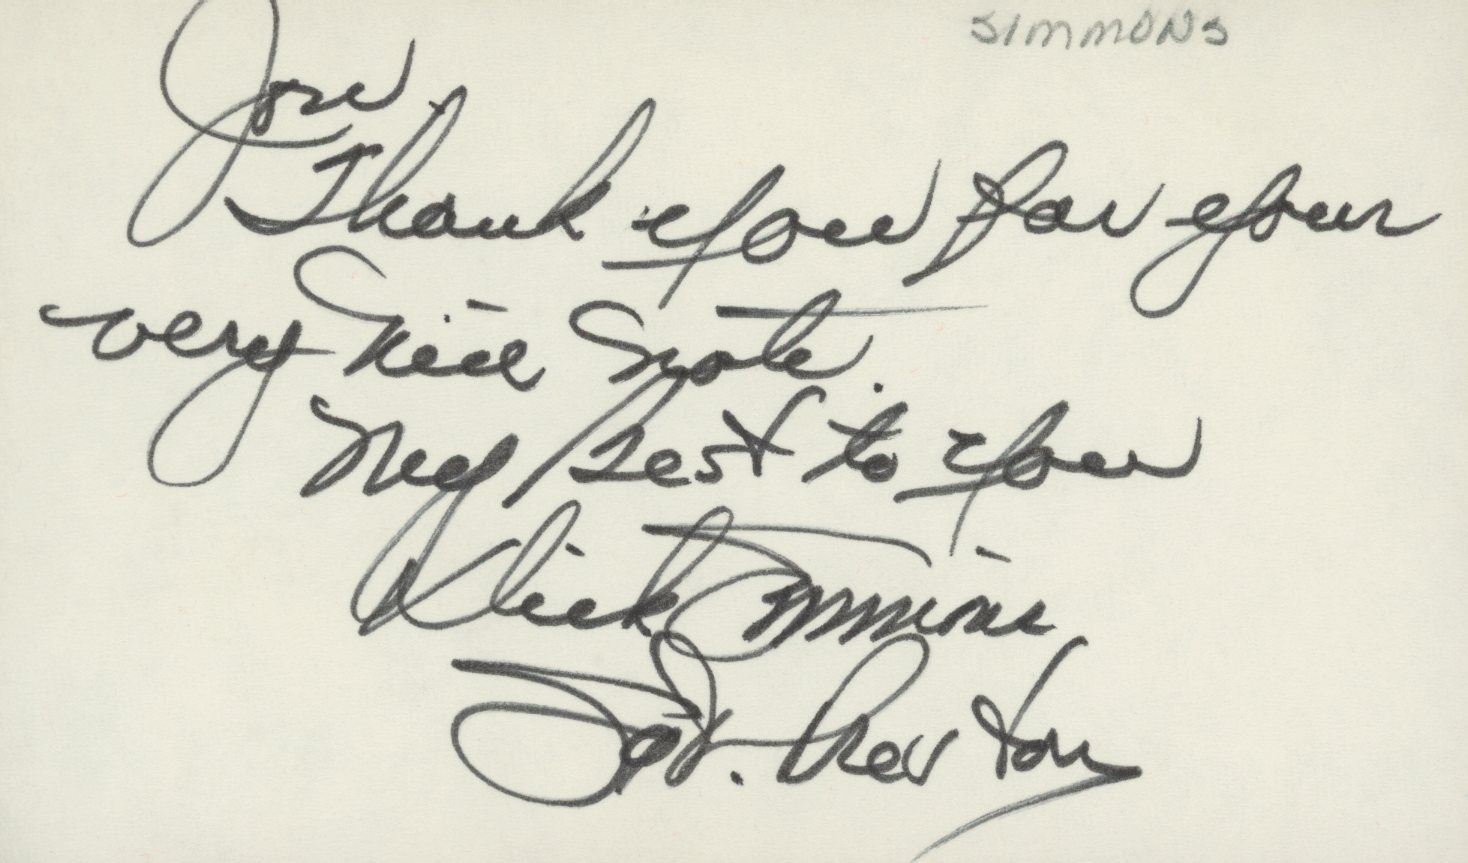 SIMMONS
Jon,
Thank you for your
very nice note.
My best to you
Dick Simmons
Sgt. Preston